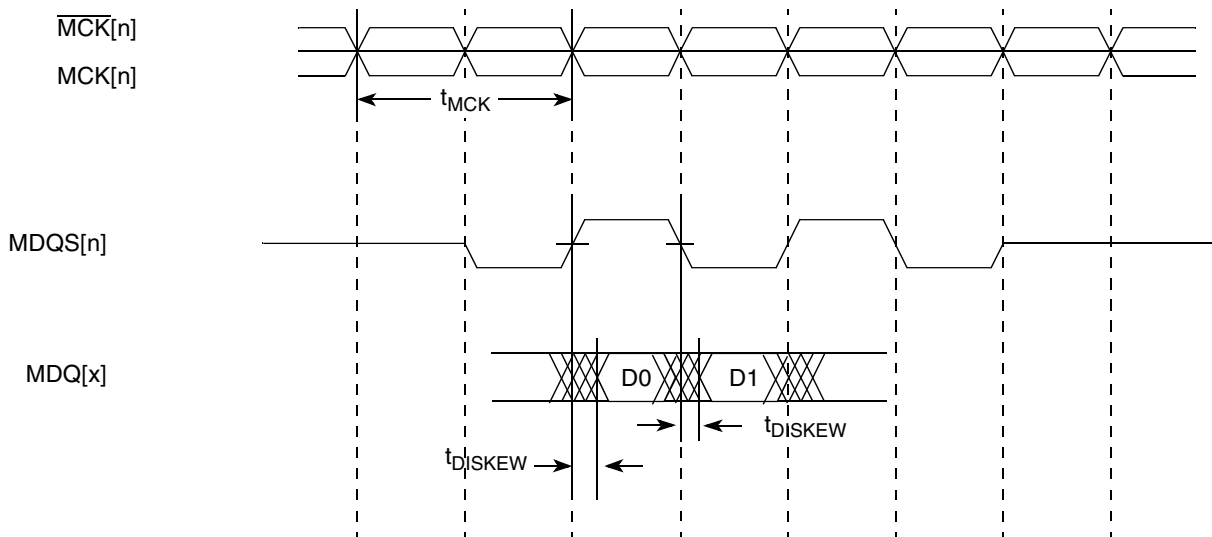 MCK[n]
MCK[n]
tMCK
MDQS[n]
MDQ[x]
D0
D1
tDISKEW
tDISKEW